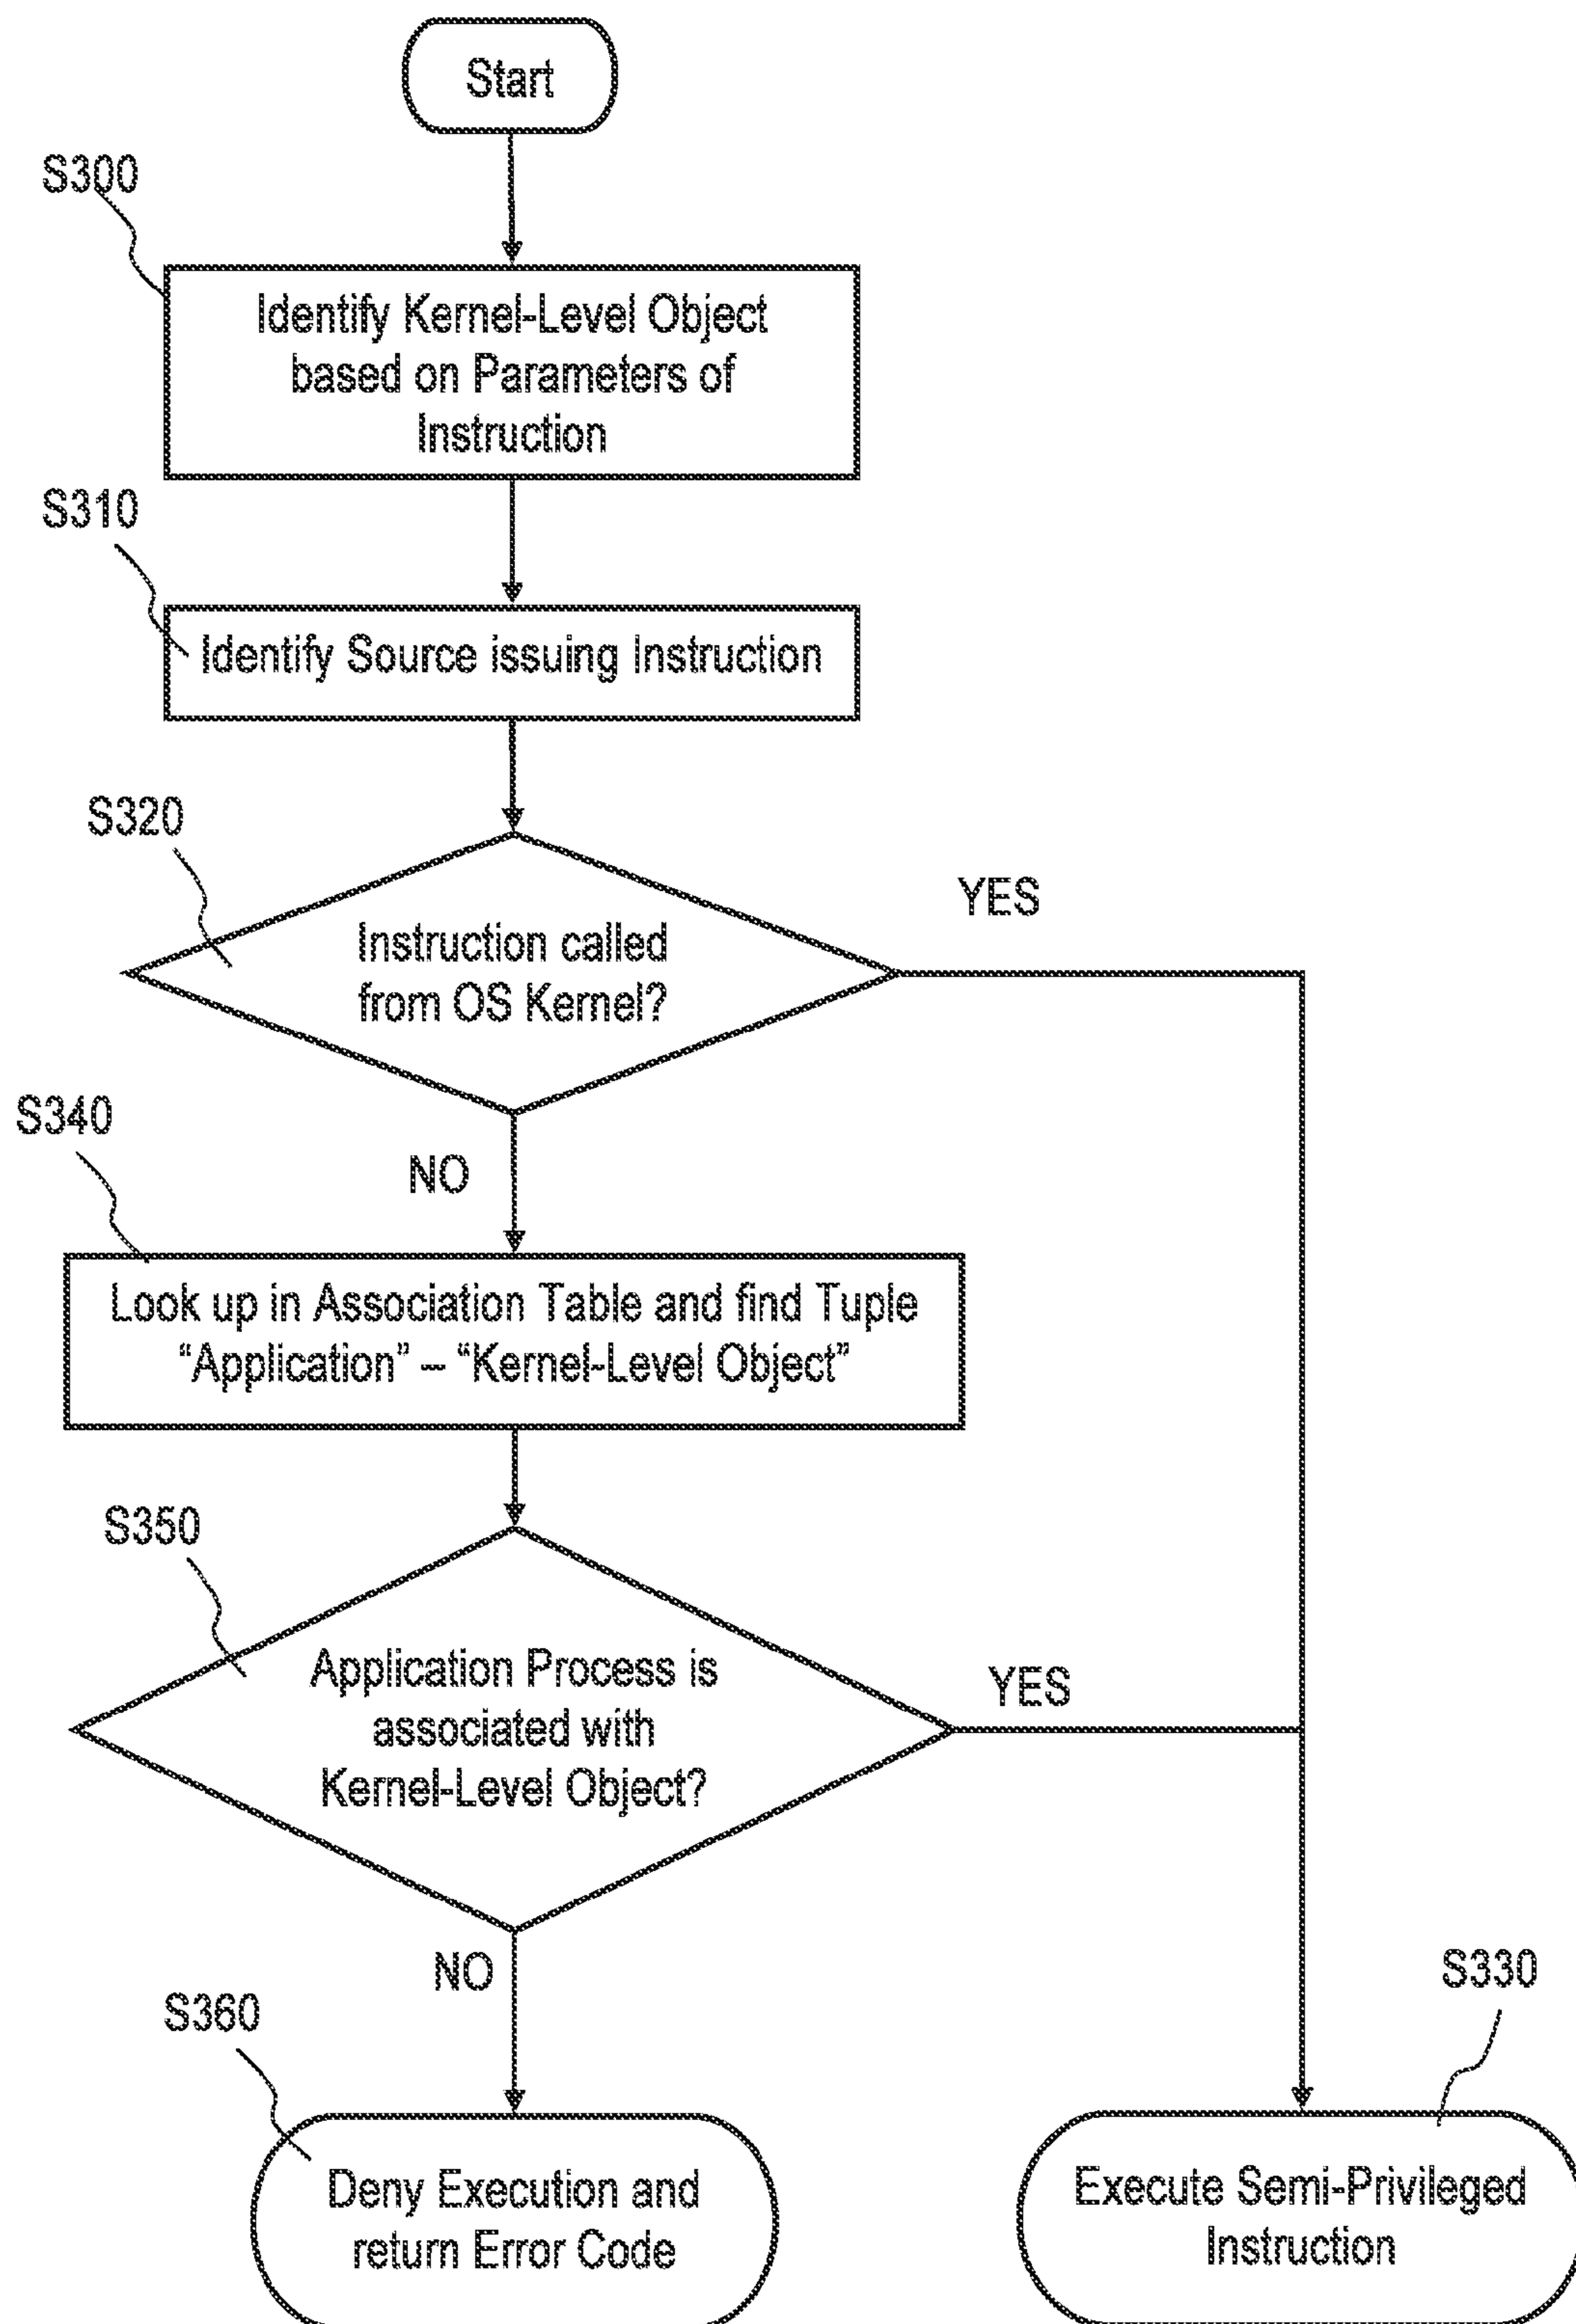 Start
S300
Identify Kernel-Level Object
based on Parameters of
Instruction
S310
Identify Source issuing Instruction
S320
Instruction called
from OS Kernel?
YES
NO
S340
Look up in Association Table and find Tuple
“Application” – “Kernel-Level Object”
S350
Application Process is
associated with
Kernel-Level Object?
YES
NO
S360
Deny Execution and
return Error Code
S330
Execute Semi-Privileged
Instruction